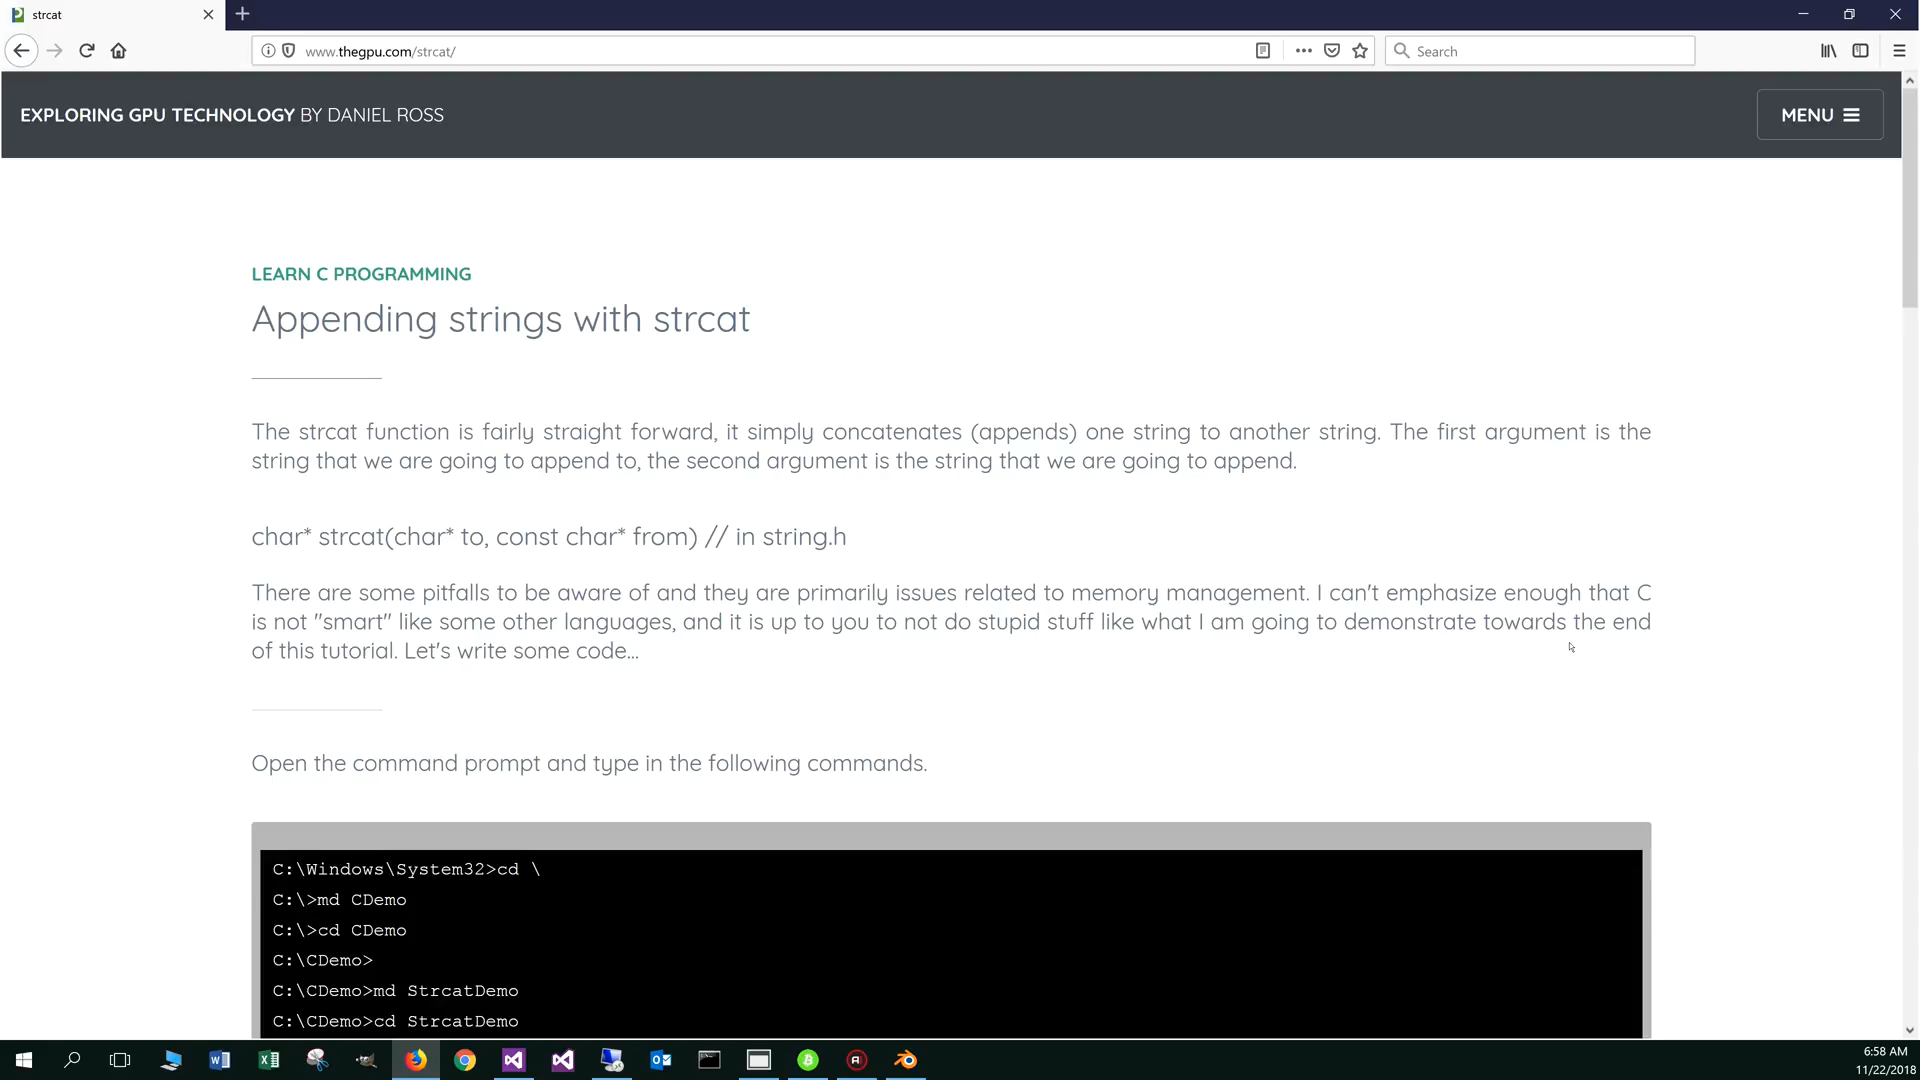 strcat
www.thegpu.com/strcat/
Search
EXPLORING GPU TECHNOLOGY BY DANIEL ROSS
MENU
LEARN C PROGRAMMING
Appending strings with strcat
The strcat function is fairly straight forward, it simply concatenates (appends) one string to another string. The first argument is the
string that we are going to append to, the second argument is the string that we are going to append.
char* strcat(char* to, const char* from) // in string.h
There are some pitfalls to be aware of and they are primarily issues related to memory management. I can't emphasize enough that C
is not "smart" like some other languages, and it is up to you to not do stupid stuff like what I am going to demonstrate towards the end
of this tutorial. Let's write some code...
Open the command prompt and type in the following commands.
C:\Windows\System32>cd \
C:\>md CDemo
C:\>cd CDemo
C:\CDemo>
C:\CDemo>md StrcatDemo
C:\CDemo>cd StrcatDemo
6:58 AM
11/22/2018